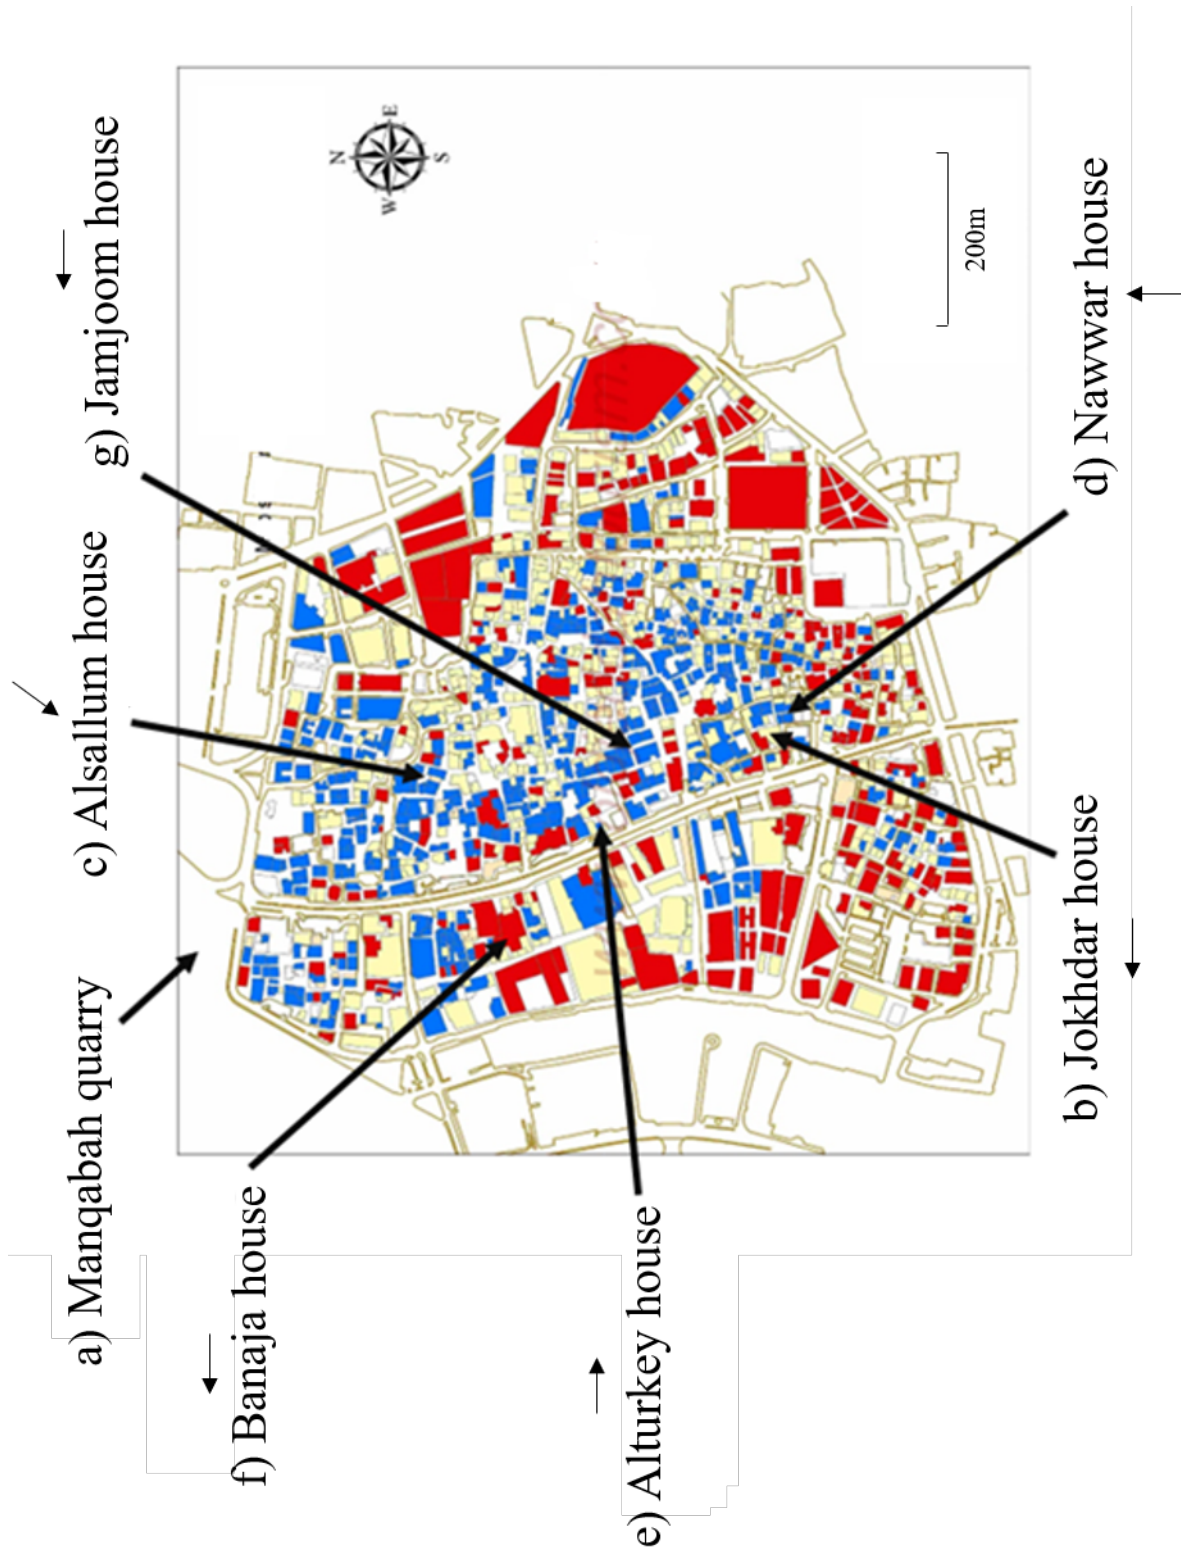 a) Manqabah quarry
c) Alsallum house
g) Jamjoom house
f) Banaja house
N
E
S
W
200m
e) Alturkey house
b) Jokhdar house
d) Nawwar house